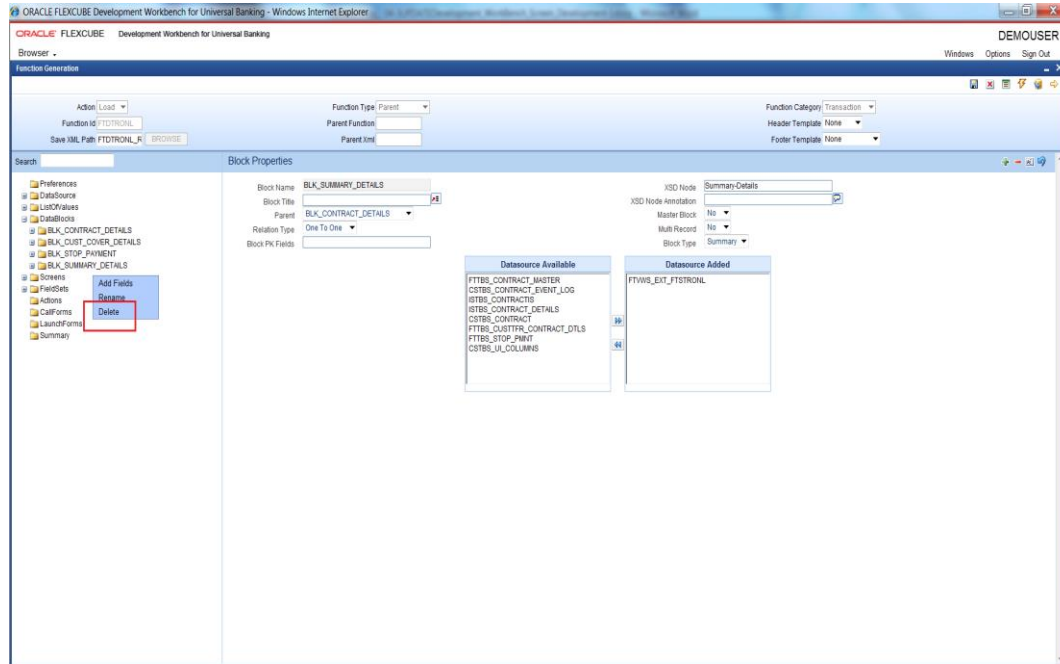 ORACLE FLEXCUBE Development Workbench for Universal Banking - Windows Internet Explorer
ORACLE FLEXCUBE Development Workbench for Universal Banking
DEMOUSER
Browser
Windows Options Sign Out
Function Generation
Action Load
Function Type Parent
Function Category Transaction
Function Id FTDTRONL
Parent Function
Header Template None
Save XML Path FTDTRONL_R BROWSE
Parent Xml
Footer Template None
Search
Block Properties
Preferences
DataSource
ListOfValues
DataBlocks
BLK_CONTRACT_DETAILS
BLK_CUST_COVER_DETAILS
BLK_STOP_PAYMENT
BLK_SUMMARY_DETAILS
Screens
FieldSets
Actions
CallForms
LaunchForms
Summary
Add Fields
Rename
Delete
Block Name BLK_SUMMARY_DETAILS
Block Title
Parent BLK_CONTRACT_DETAILS
Relation Type One To One
Block PK Fields
XSD Node Summary-Details
XSD Node Annotation
Master Block No
Multi Record No
Block Type Summary
Datasource Available
FTTBS_CONTRACT_MASTER
CSTBS_CONTRACT_EVENT_LOG
ISTBS_CONTRACTIS
ISTBS_CONTRACT_DETAILS
CSTBS_CONTRACT
FTTBS_CUSTTFR_CONTRACT_DTLS
FTTBS_STOP_PMNT
CSTBS_UI_COLUMNS
Datasource Added
FTVWS_EXT_FTSTRONL